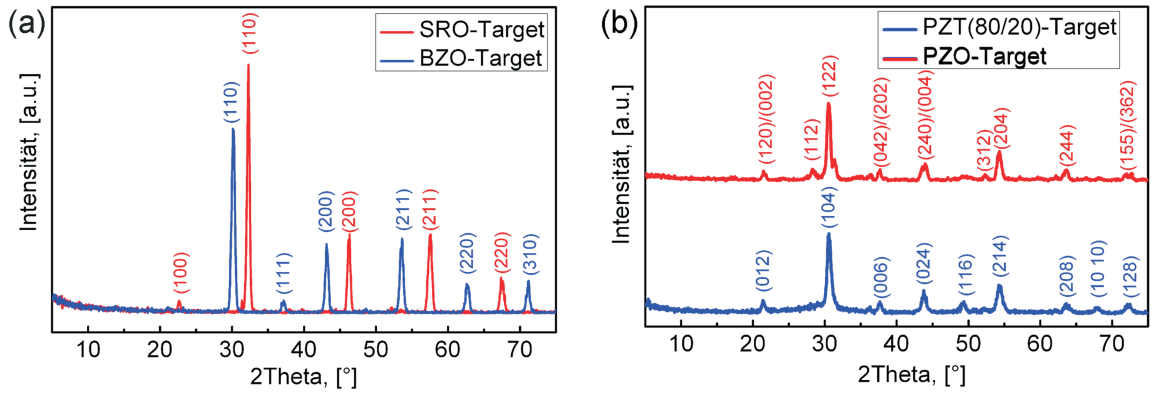 (a)
SRO-Target
BZO-Target
(110)
(110)
(100)
(111)
(200)
(200)
(211)
(211)
(220)
(220)
(310)
Intensität, [a.u.]
10 20 30 40 50 60 70
2Theta, [°]
(b)
PZT(80/20)-Target
PZO-Target
(120)/(002)
(112)
(122)
(042)/(202)
(240)/(004)
(312)
(204)
(244)
(155)/(362)
(012)
(104)
(006)
(024)
(116)
(214)
(208)
(10 10)
(128)
Intensität, [a.u.]
10 20 30 40 50 60 70
2Theta, [°]